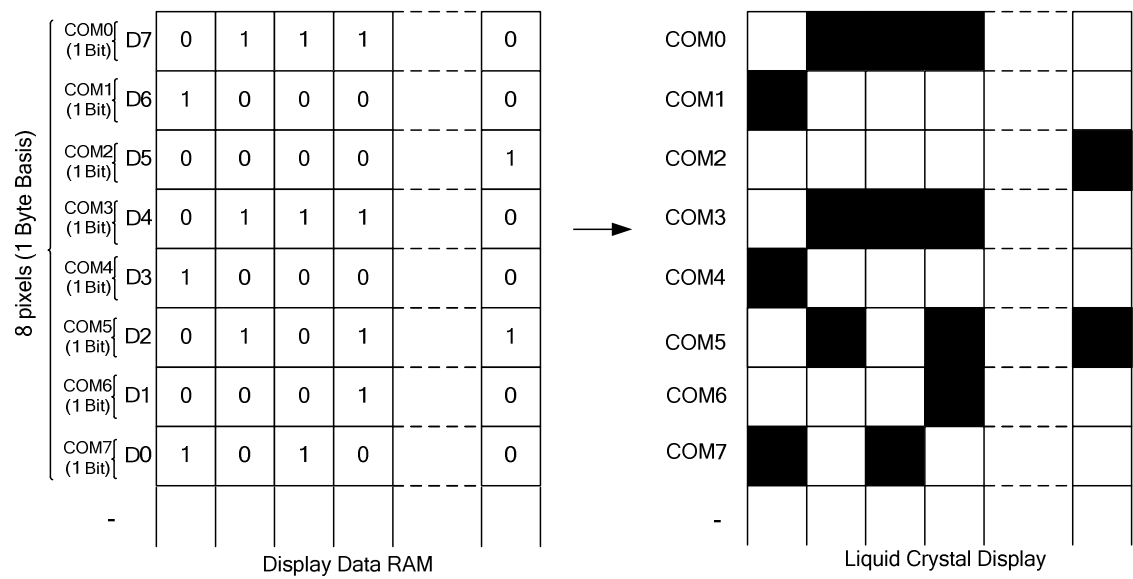 8 pixels (1 Byte Basis)
COM0 (1 Bit) D7 0 1 1 1 0
COM1 (1 Bit) D6 1 0 0 0 0
COM2 (1 Bit) D5 0 0 0 0 1
COM3 (1 Bit) D4 0 1 1 1 0
COM4 (1 Bit) D3 1 0 0 0 0
COM5 (1 Bit) D2 0 1 0 1 1
COM6 (1 Bit) D1 0 0 0 1 0
COM7 (1 Bit) D0 1 0 1 0 0
-
Display Data RAM
COM0
COM1
COM2
COM3
COM4
COM5
COM6
COM7
-
Liquid Crystal Display